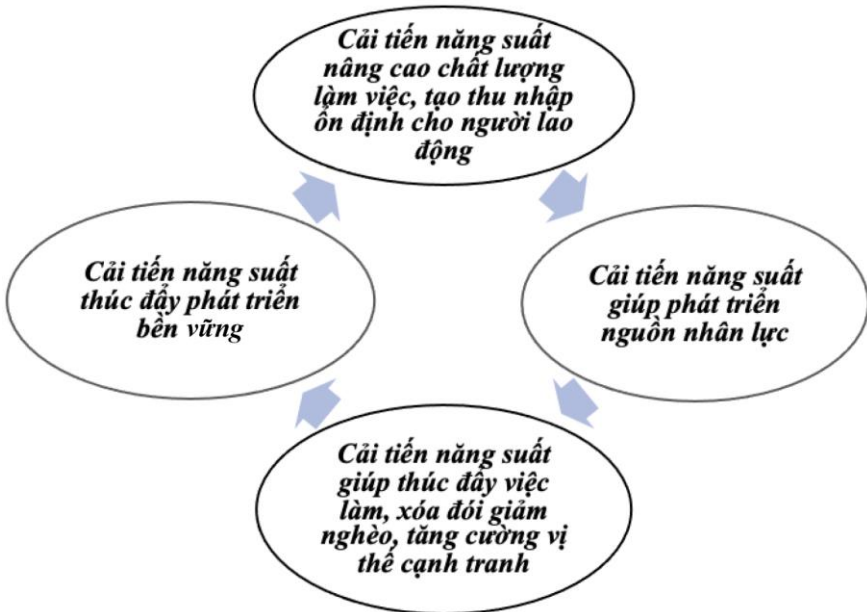 Cải tiến năng suất
nâng cao chất lượng
làm việc, tạo thu nhập
ổn định cho người lao
động
Cải tiến năng suất
giúp phát triển
nguồn nhân lực
Cải tiến năng suất
giúp thúc đẩy việc
làm, xóa đói giảm
nghèo, tăng cường vị
thế cạnh tranh
Cải tiến năng suất
thúc đẩy phát triển
bền vững